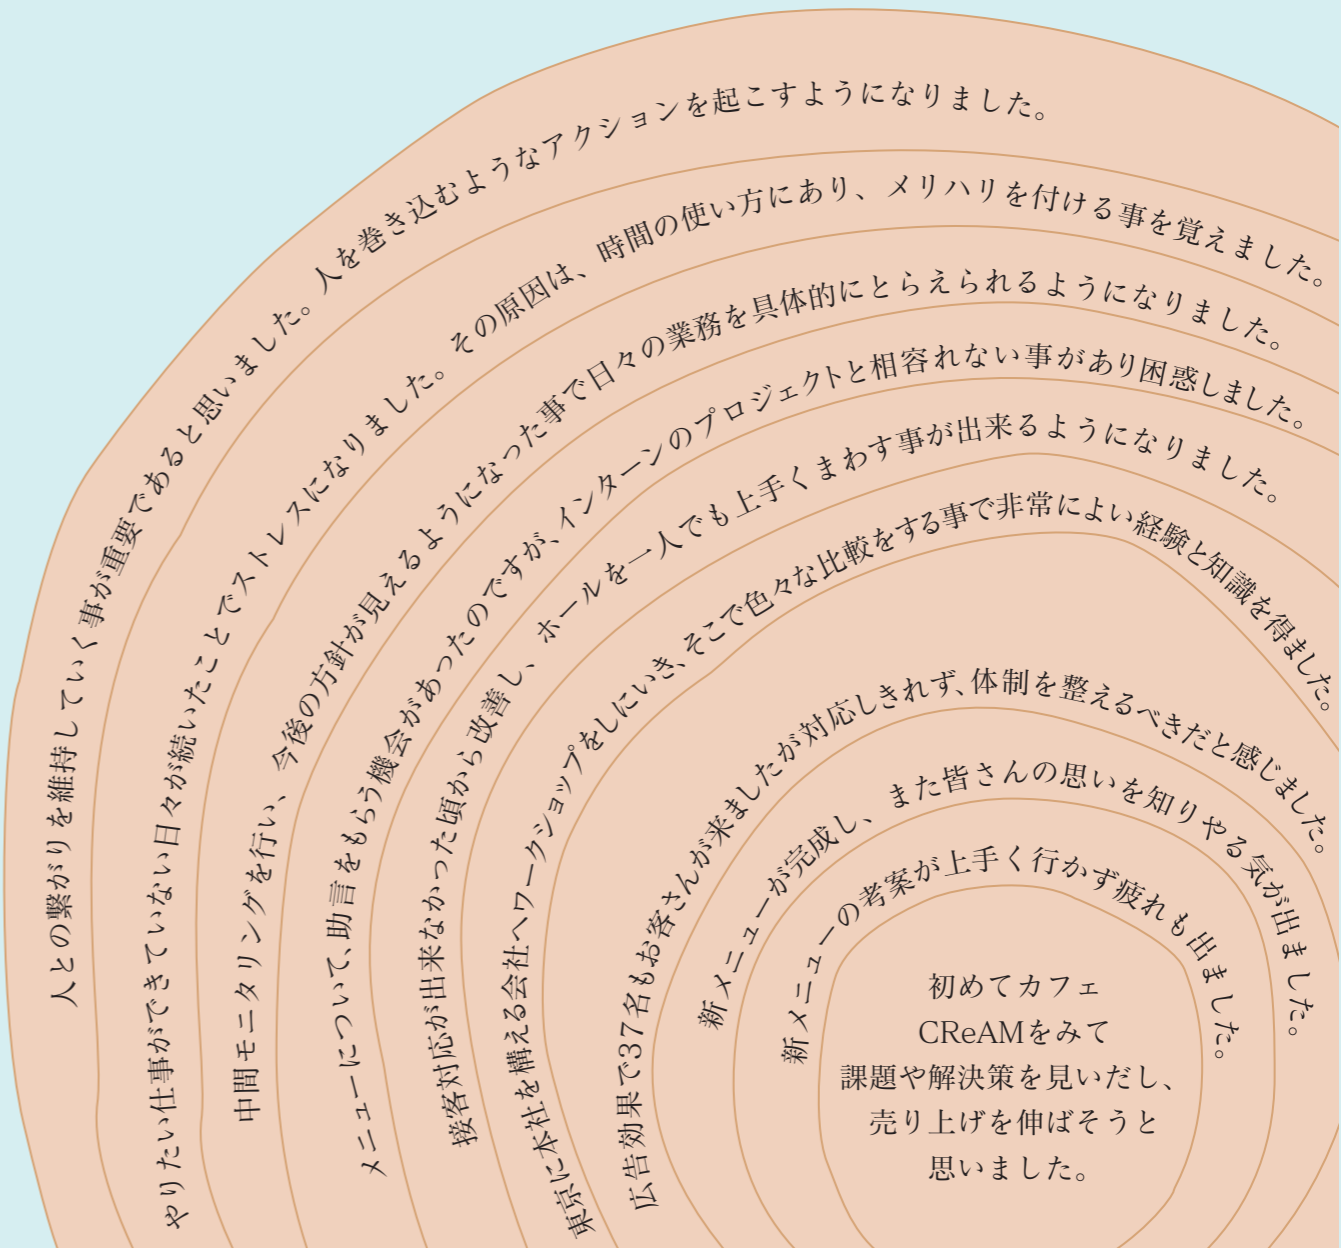 人との繋がりを維持していく事が重要であると思いました。人を巻き込むようなアクションを起こすようになりました。
やりたい仕事ができていない日々が続いたことでストレスになりました。その原因は、時間の使い方にあり、メリハリを付ける事を覚えました。
中間モニタリングを行い、今後の方針が見えるようになった事で日々の業務を具体的にとらえられるようになりました。
メニューについて、助言をもらう機会があったのですが、インターンのプロジェクトと相容れない事があり困惑しました。
接客対応が出来なかった頃から改善し、ホールを一人でも上手くまわす事が出来るようになりました。
東京に本社を構える会社へワークショップをしにいき、そこで色々な比較をする事で非常によい経験と知識を得ました。
広告効果で37名もお客さんが来ましたが対応しきれず、体制を整えるべきだと感じました。
新メニューが完成し、また皆さんの思いを知りやる気が出ました。
新メニューの考案が上手く行かず疲れも出ました。
初めてカフェ
CReAMをみて
課題や解決策を見いだし、
売り上げを伸ばそうと
思いました。